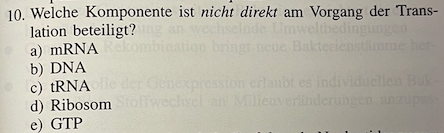 10. Welche Komponente ist nicht direkt am Vorgang der Trans-
lation beteiligt?
a) mRNA
b) DNA
c) tRNA
d) Ribosom
e) GTP